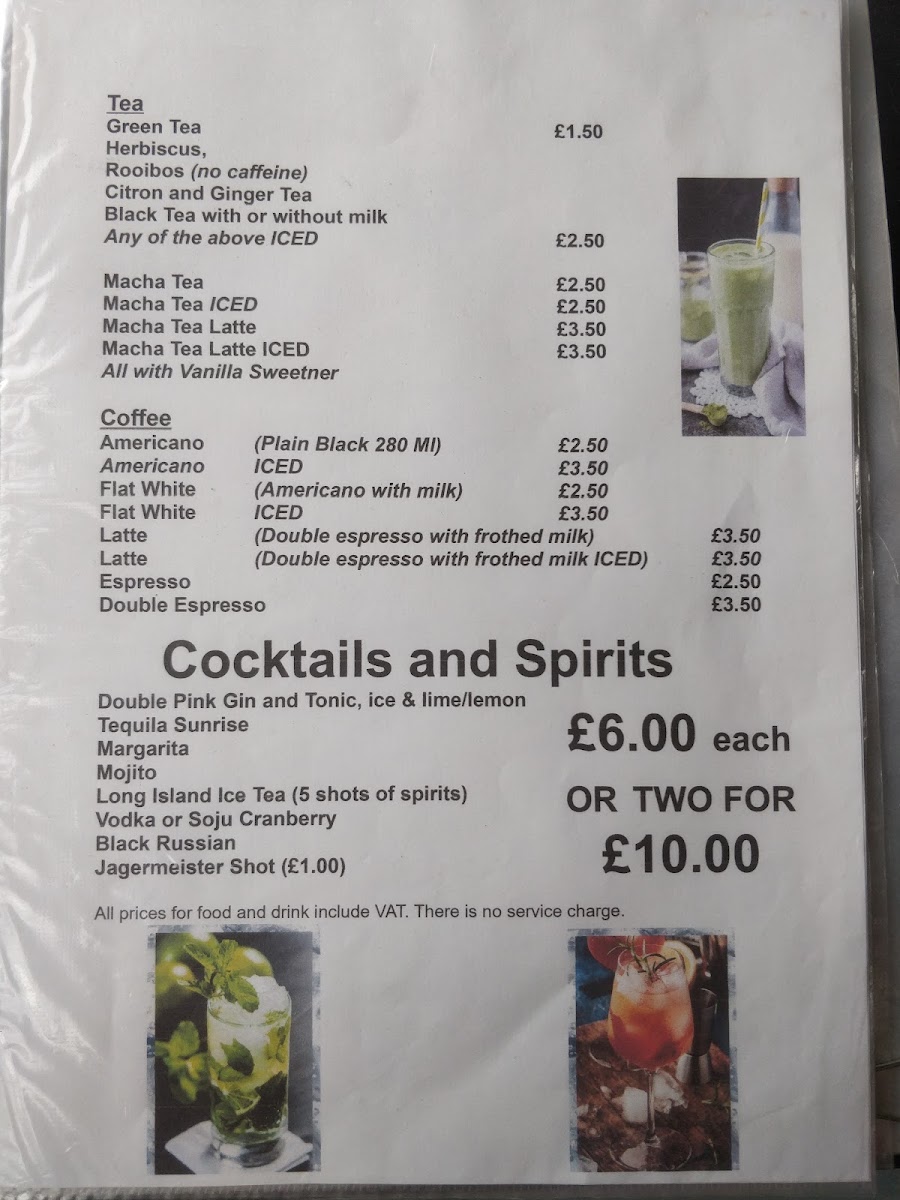 Tea
Green Tea £1.50
Herbiscus,
Rooibos (no caffeine)
Citron and Ginger Tea
Black Tea with or without milk
Any of the above ICED £2.50
Macha Tea £2.50
Macha Tea ICED £2.50
Macha Tea Latte £3.50
Macha Tea Latte ICED £3.50
All with Vanilla Sweetner
Coffee
Americano (Plain Black 280 Ml) £2.50
Americano ICED £3.50
Flat White (Americano with milk) £2.50
Flat White ICED £3.50
Latte (Double espresso with frothed milk) £3.50
Latte (Double espresso with frothed milk ICED) £3.50
Espresso £2.50
Double Espresso £3.50
Cocktails and Spirits
Double Pink Gin and Tonic, ice & lime/lemon
Tequila Sunrise
Margarita
Mojito
Long Island Ice Tea (5 shots of spirits)
Vodka or Soju Cranberry
Black Russian
Jagermeister Shot (£1.00)
£6.00 each
OR TWO FOR
£10.00
All prices for food and drink include VAT. There is no service charge.